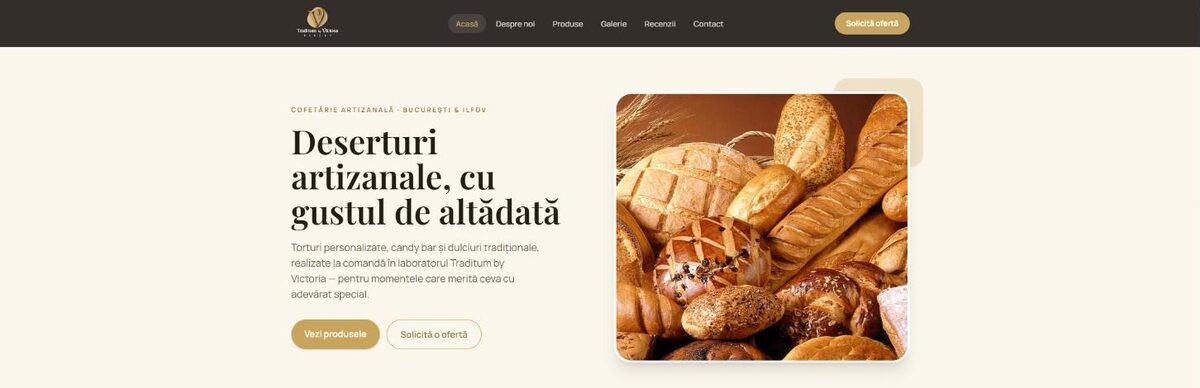 Traditum by Victoria
BAKERY
Acasă
Despre noi
Produse
Galerie
Recenzii
Contact
Solicită ofertă
COFETĂRIE ARTIZANALĂ · BUCUREȘTI & ILFOV
Deserturi
artizanale, cu
gustul de altădată
Torturi personalizate, candy bar și dulciuri tradiționale,
realizate la comandă în laboratorul Traditum by
Victoria — pentru momentele care merită ceva cu
adevărat special.
Vezi produsele
Solicită o ofertă